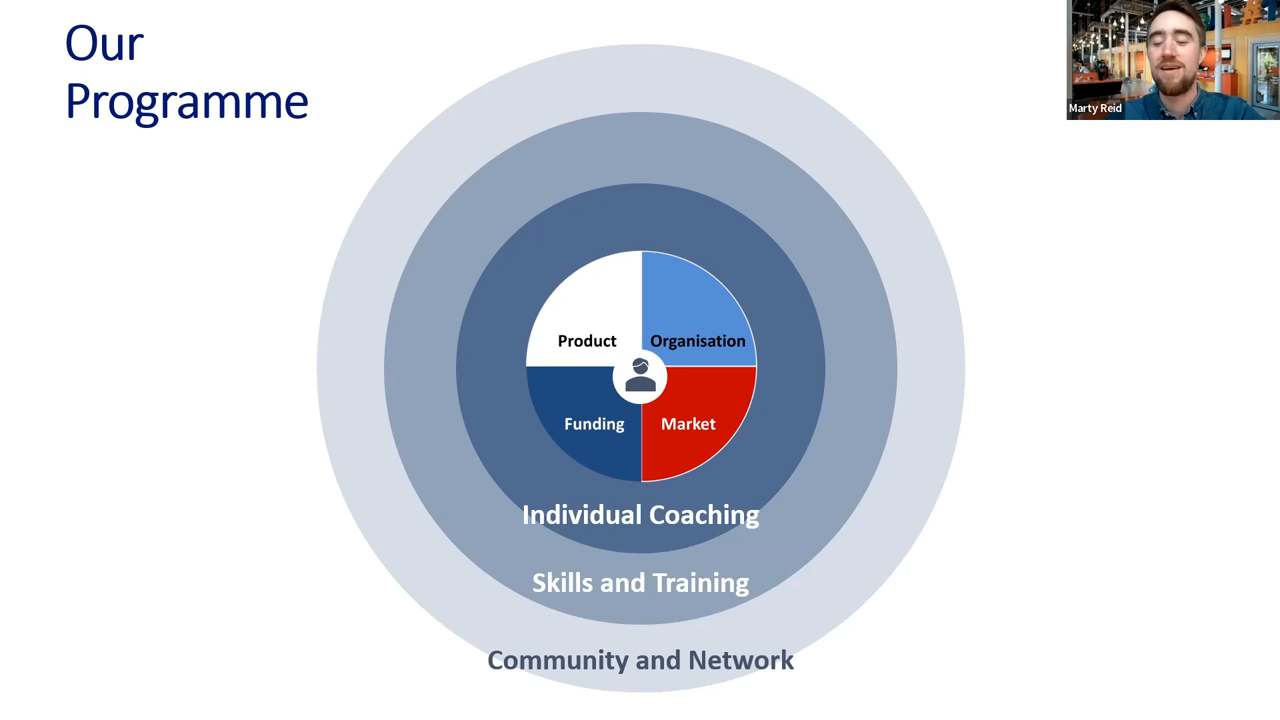 Our
Programme
Marty Reid
Product
Organisation
Funding
Market
Individual Coaching
Skills and Training
Community and Network